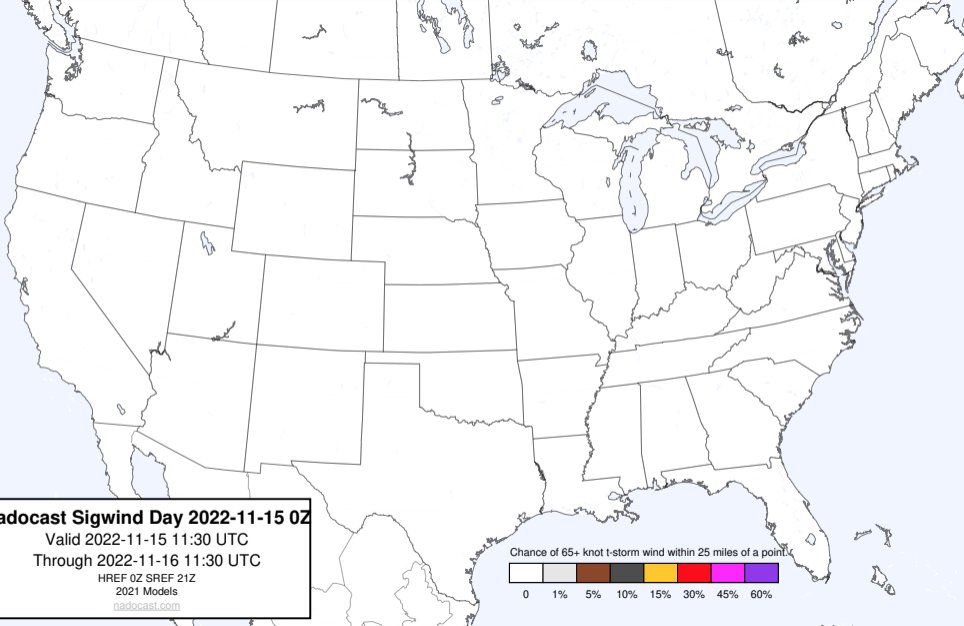 adocast Sigwind Day 2022-11-15 0Z
Valid 2022-11-15 11:30 UTC
Through 2022-11-16 11:30 UTC
HREF 0Z SREF 21Z
2021 Models
nadocast.com
Chance of 65+ knot t-storm wind within 25 miles of a point.
0 1% 5% 10% 15% 30% 45% 60%